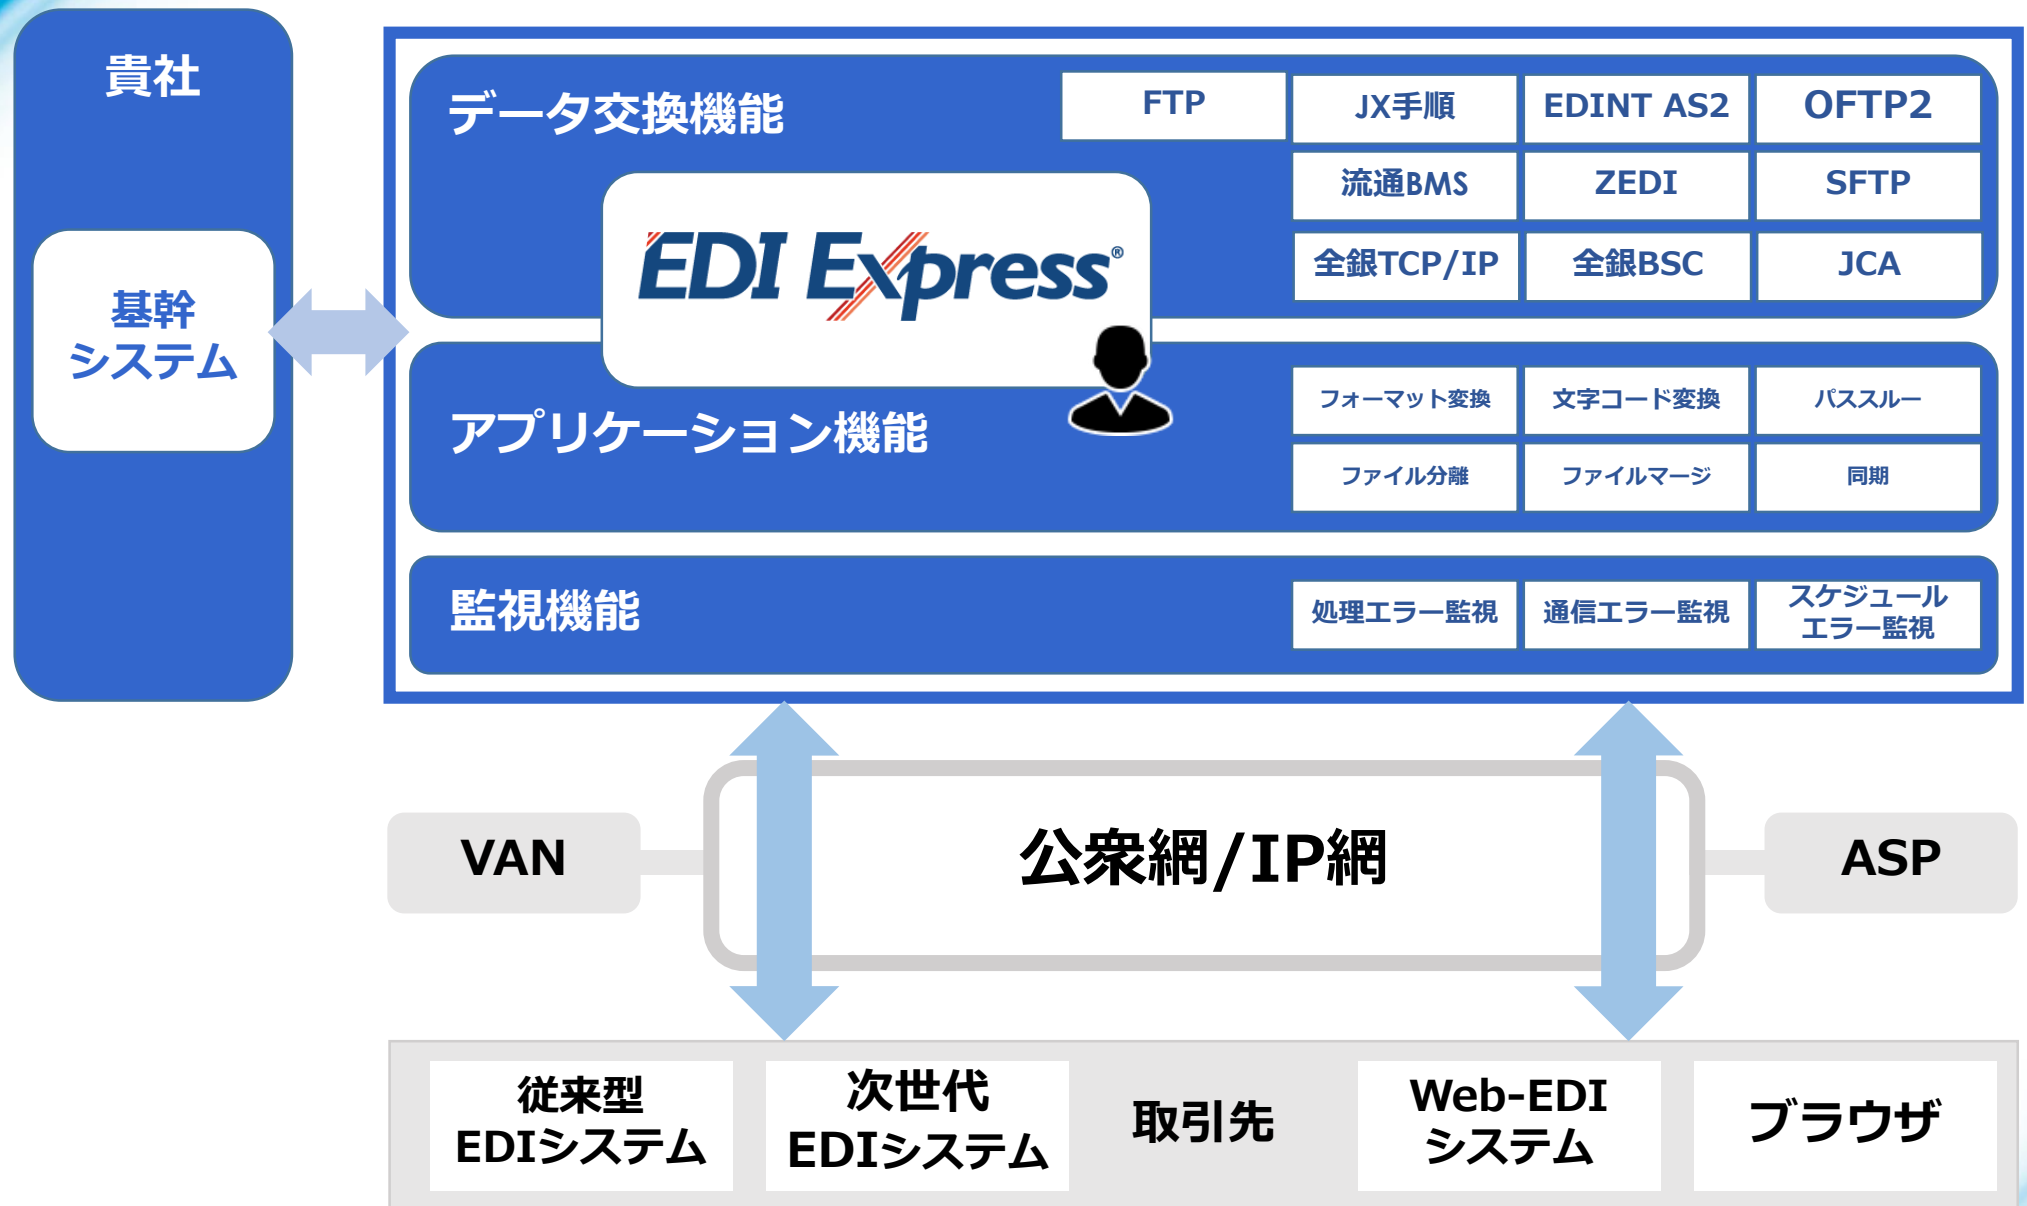 貴社
基幹
システム
データ交換機能
FTP
JX手順
EDINT AS2
OFTP2
流通BMS
ZEDI
SFTP
全銀TCP/IP
全銀BSC
JCA
EDI Express®
アプリケーション機能
フォーマット変換
文字コード変換
パススルー
ファイル分離
ファイルマージ
同期
監視機能
処理エラー監視
通信エラー監視
スケジュール
エラー監視
VAN
公衆網/IP網
ASP
従来型
EDIシステム
次世代
EDIシステム
取引先
Web-EDI
システム
ブラウザ